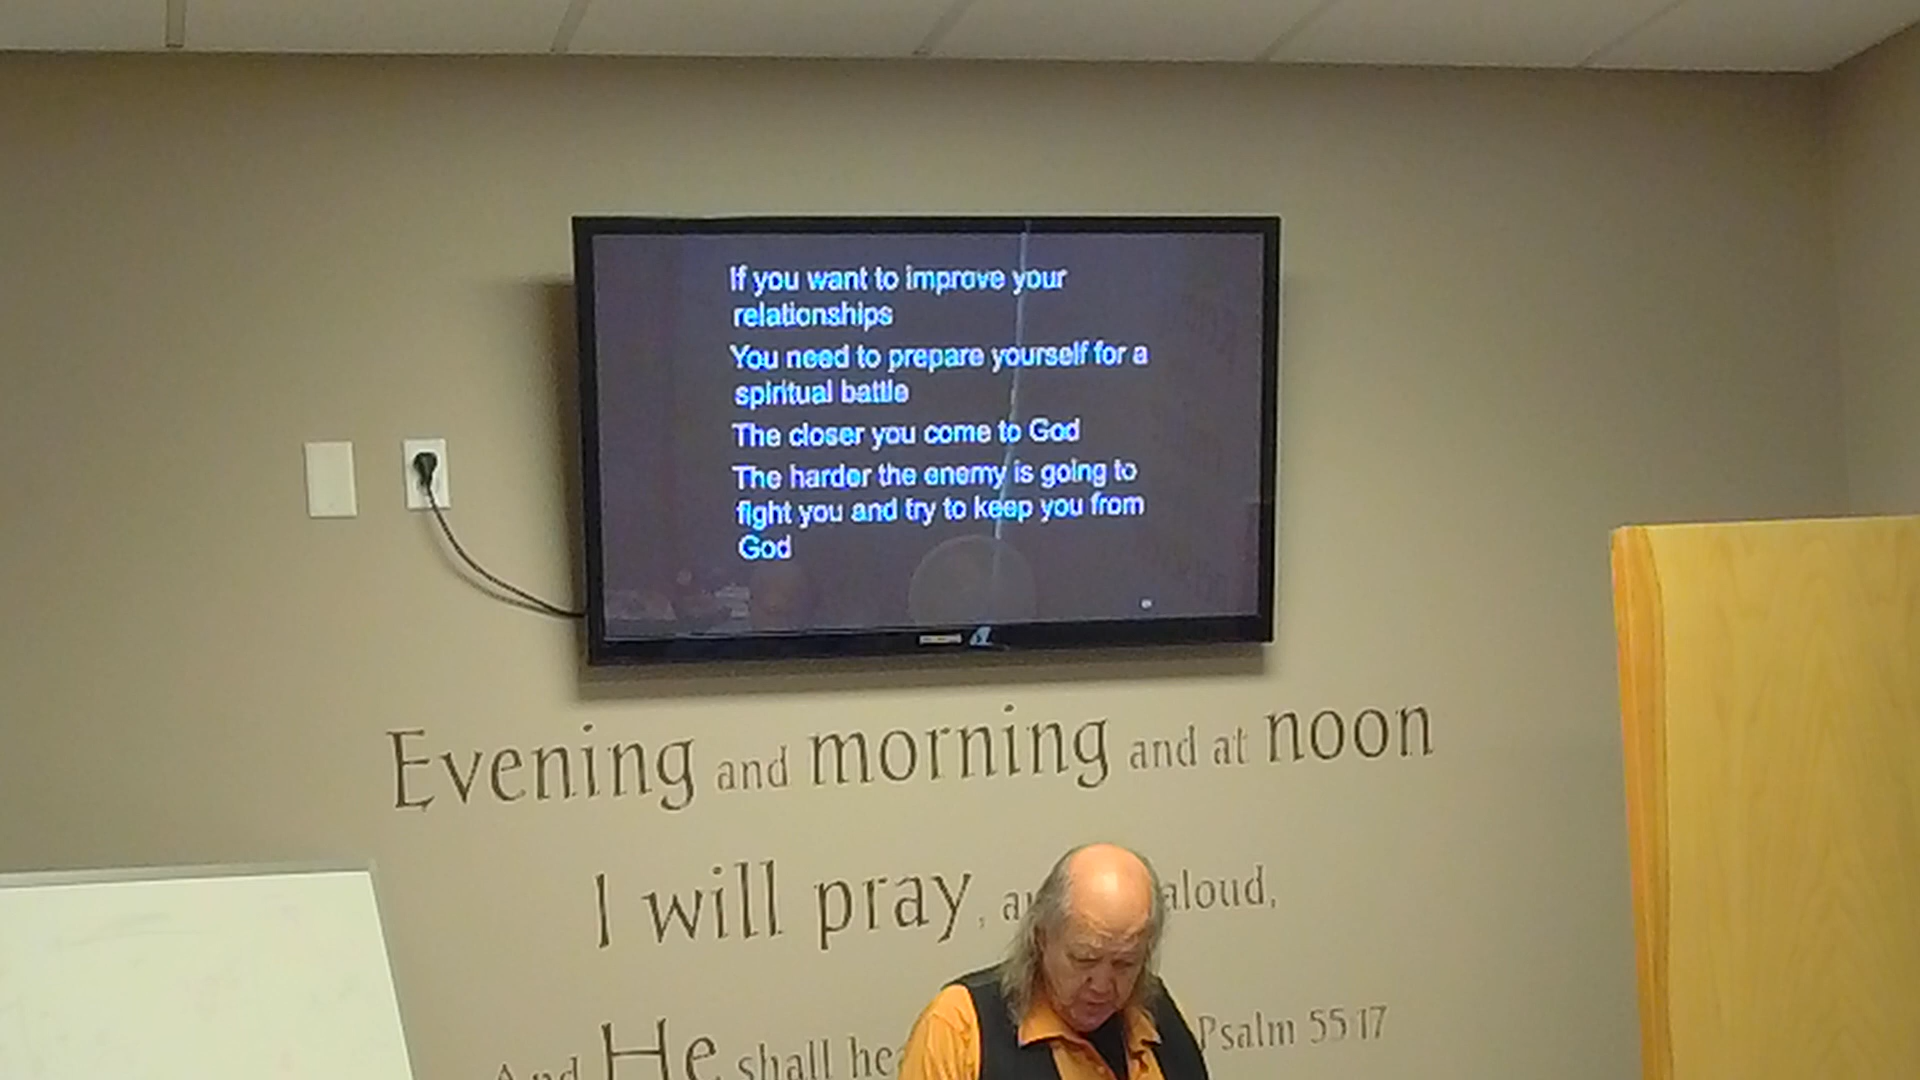 If you want to improve your
relationships
You need to prepare yourself for a
spiritual battle
The closer you come to God
The harder the enemy is going to
fight you and try to keep you from
God
Evening and morning and at noon
I will pray, aloud,
And He shall Psalm 55 17